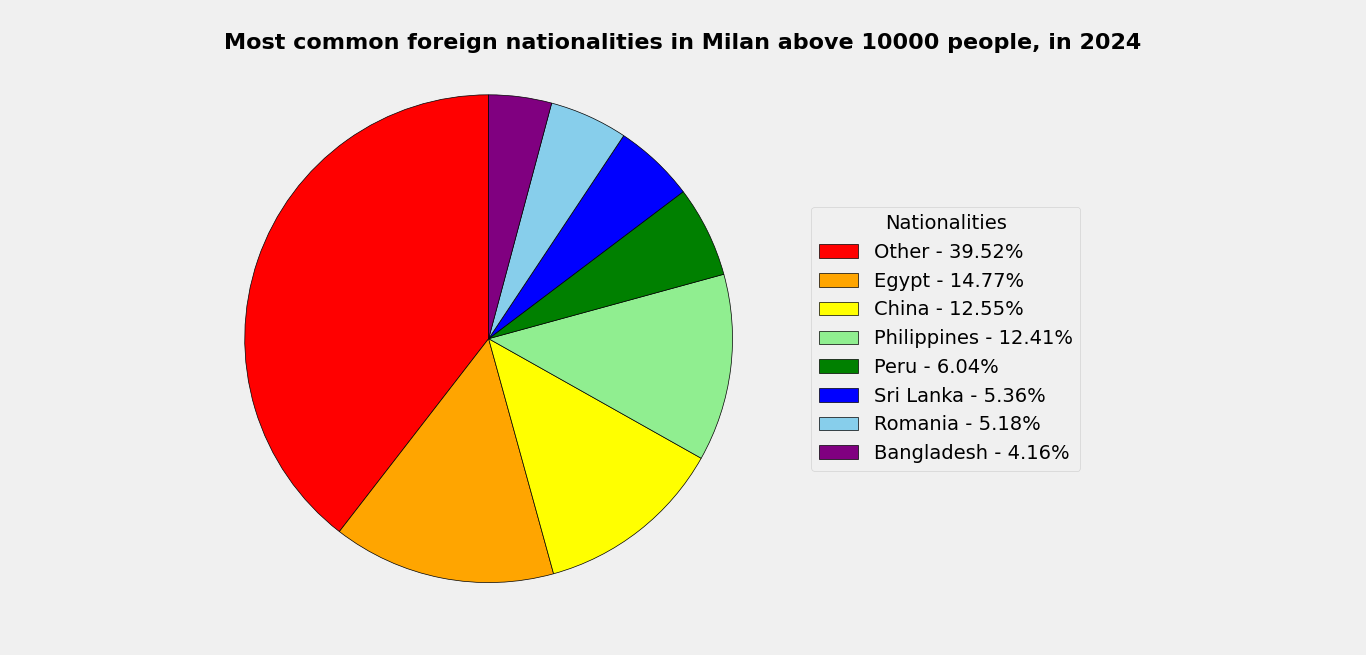 Most common foreign nationalities in Milan above 10000 people, in 2024
Nationalities
Other - 39.52%
Egypt - 14.77%
China - 12.55%
Philippines - 12.41%
Peru - 6.04%
Sri Lanka - 5.36%
Romania - 5.18%
Bangladesh - 4.16%